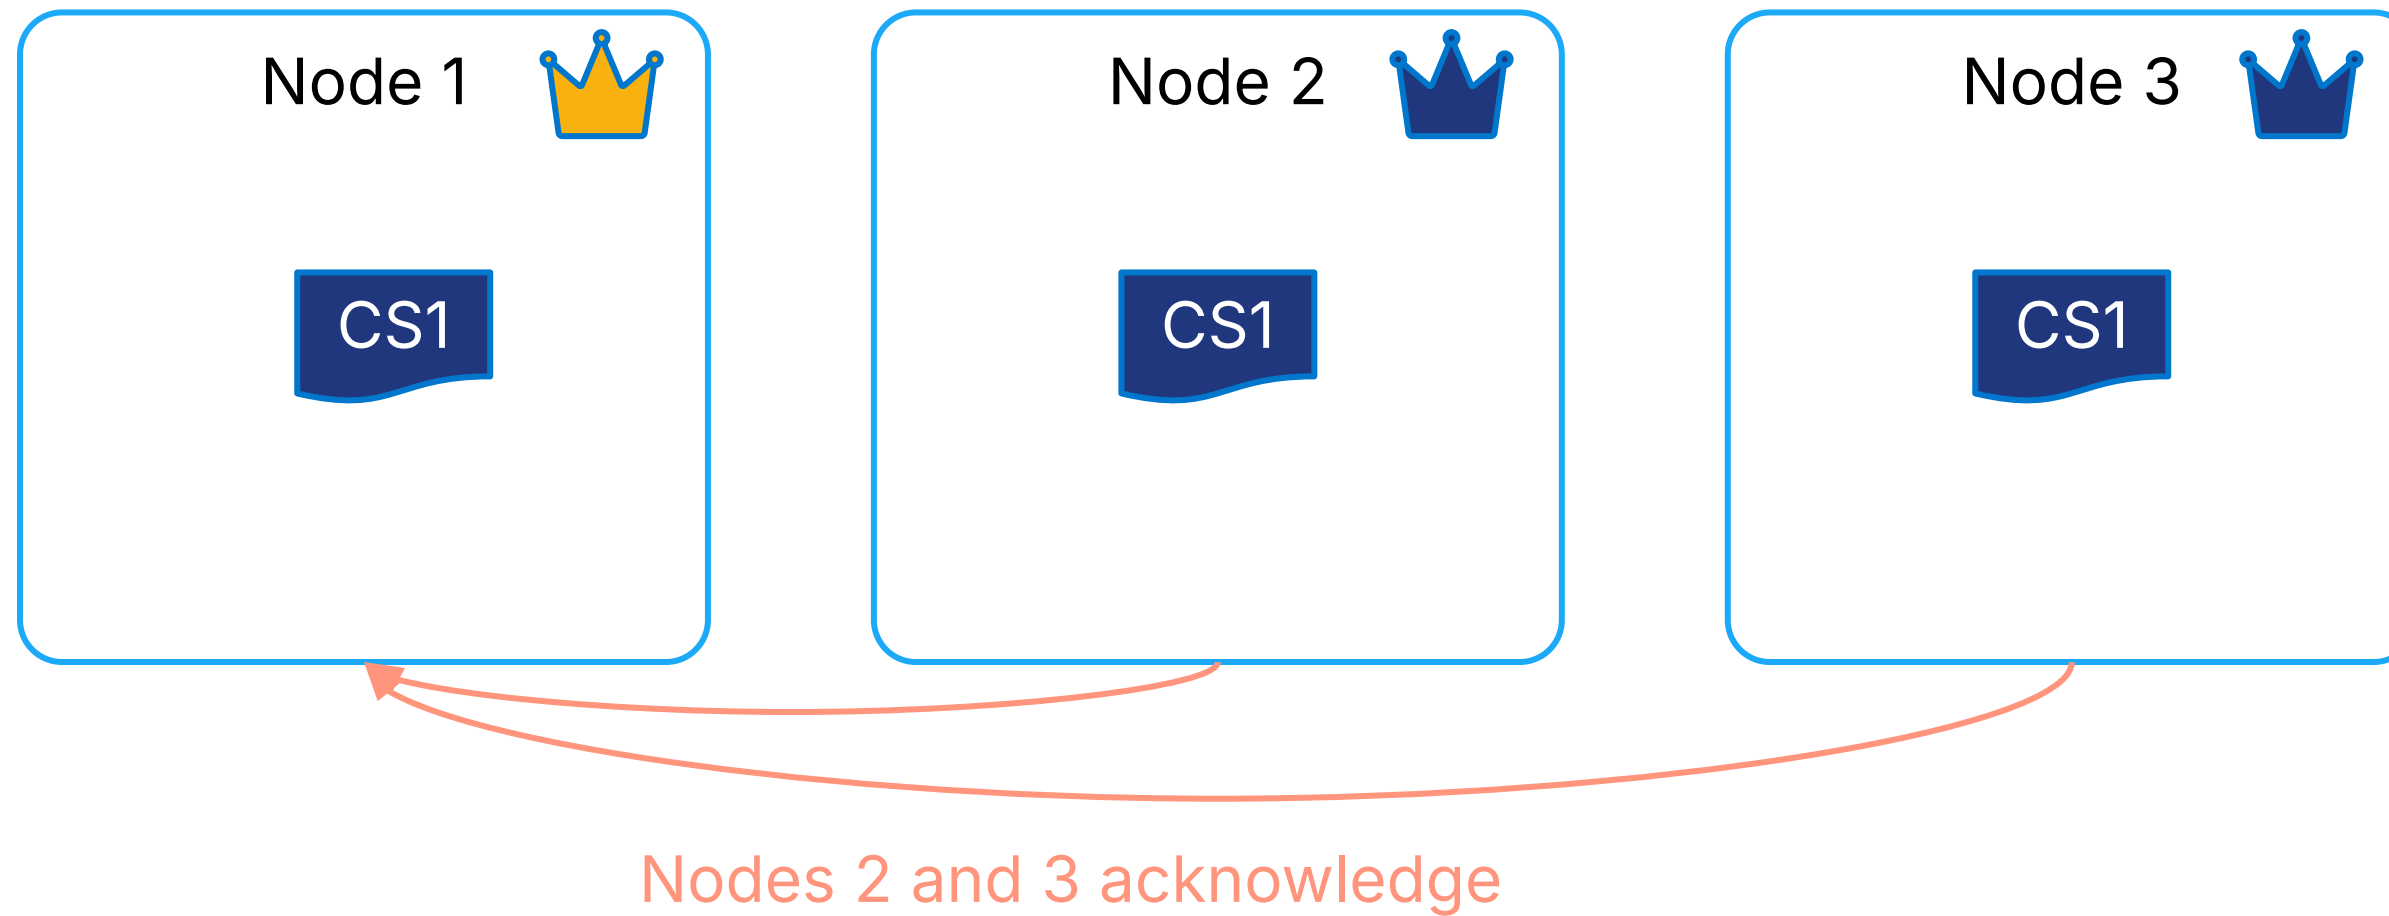 Node 1
Node 2
Node 3
CS1
CS1
CS1
Nodes 2 and 3 acknowledge